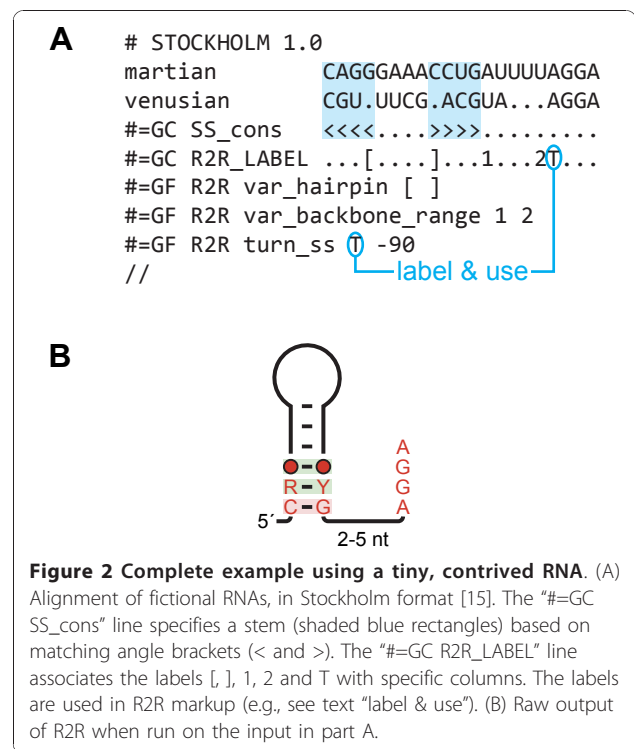 A
# STOCKHOLM 1.0
martian CAGGGAAACCUGAUUUUAGGA
venusian CGU.UUCG.ACGUA...AGGA
#=GC SS_cons <<<<....>>>>.........
#=GC R2R_LABEL ...[....]...1...2T...
#=GF R2R var_hairpin [ ]
#=GF R2R var_backbone_range 1 2
#=GF R2R turn_ss T -90
//
label & use
B
A
G
R Y G
C G A
5´
2-5 nt
Figure 2 Complete example using a tiny, contrived RNA. (A)
Alignment of fictional RNAs, in Stockholm format [15]. The "#=GC
SS_cons" line specifies a stem (shaded blue rectangles) based on
matching angle brackets (< and >). The "#=GC R2R_LABEL" line
associates the labels [, ], 1, 2 and T with specific columns. The labels
are used in R2R markup (e.g., see text "label & use"). (B) Raw output
of R2R when run on the input in part A.